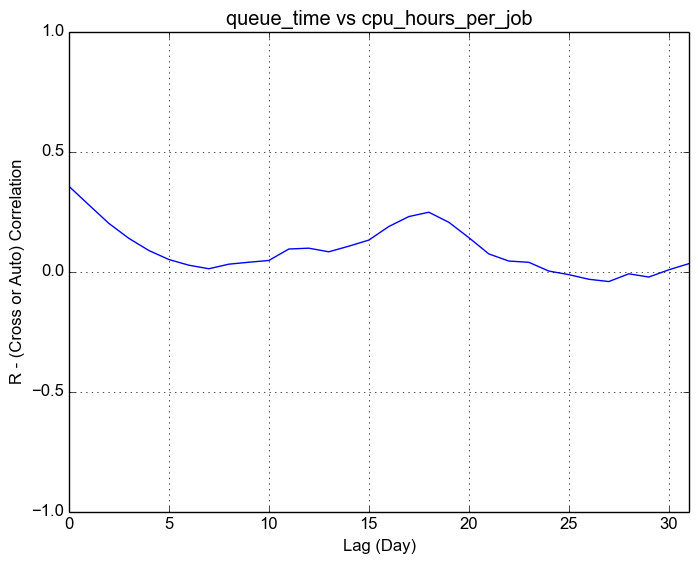 queue_time vs cpu_hours_per_job
1.0
0.5
0.0
−0.5
−1.0
R - (Cross or Auto) Correlation
0 5 10 15 20 25 30
Lag (Day)